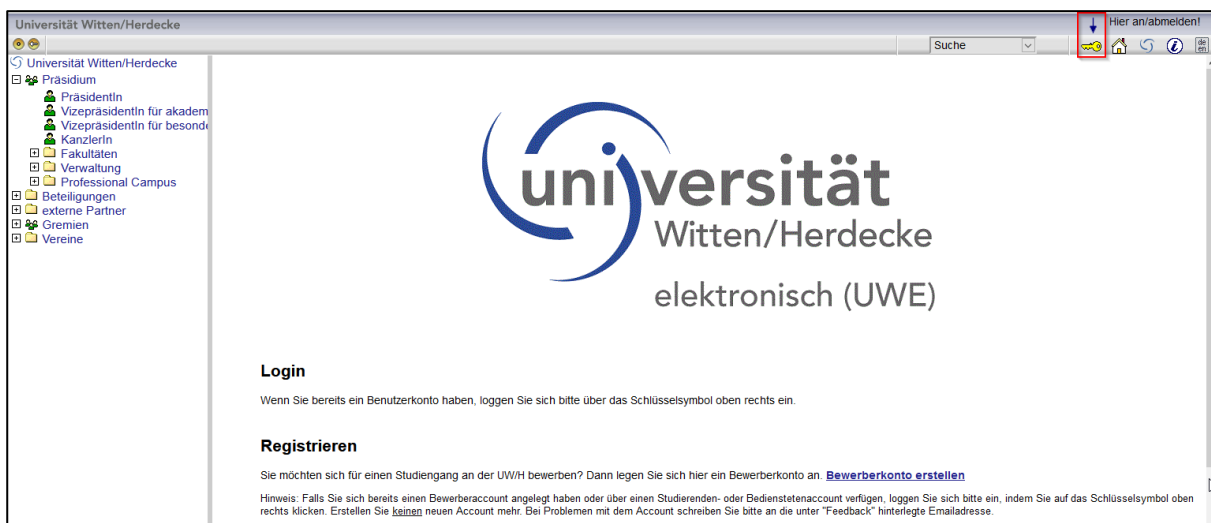 Universität Witten/Herdecke
Hier an/abmelden!
Suche
de
en
Universität Witten/Herdecke
Präsidium
PräsidentIn
VizepräsidentIn für akadem
VizepräsidentIn für besonde
KanzlerIn
Fakultäten
Verwaltung
Professional Campus
Beteiligungen
externe Partner
Gremien
Vereine
universität
Witten/Herdecke
elektronisch (UWE)
Login
Wenn Sie bereits ein Benutzerkonto haben, loggen Sie sich bitte über das Schlüsselsymbol oben rechts ein.
Registrieren
Sie möchten sich für einen Studiengang an der UW/H bewerben? Dann legen Sie sich hier ein Bewerberkonto an. Bewerberkonto erstellen
Hinweis: Falls Sie sich bereits einen Bewerberaccount angelegt haben oder über einen Studierenden- oder Bedienstetenaccount verfügen, loggen Sie sich bitte ein, indem Sie auf das Schlüsselsymbol oben
rechts klicken. Erstellen Sie keinen neuen Account mehr. Bei Problemen mit dem Account schreiben Sie bitte an die unter "Feedback" hinterlegte Emailadresse.